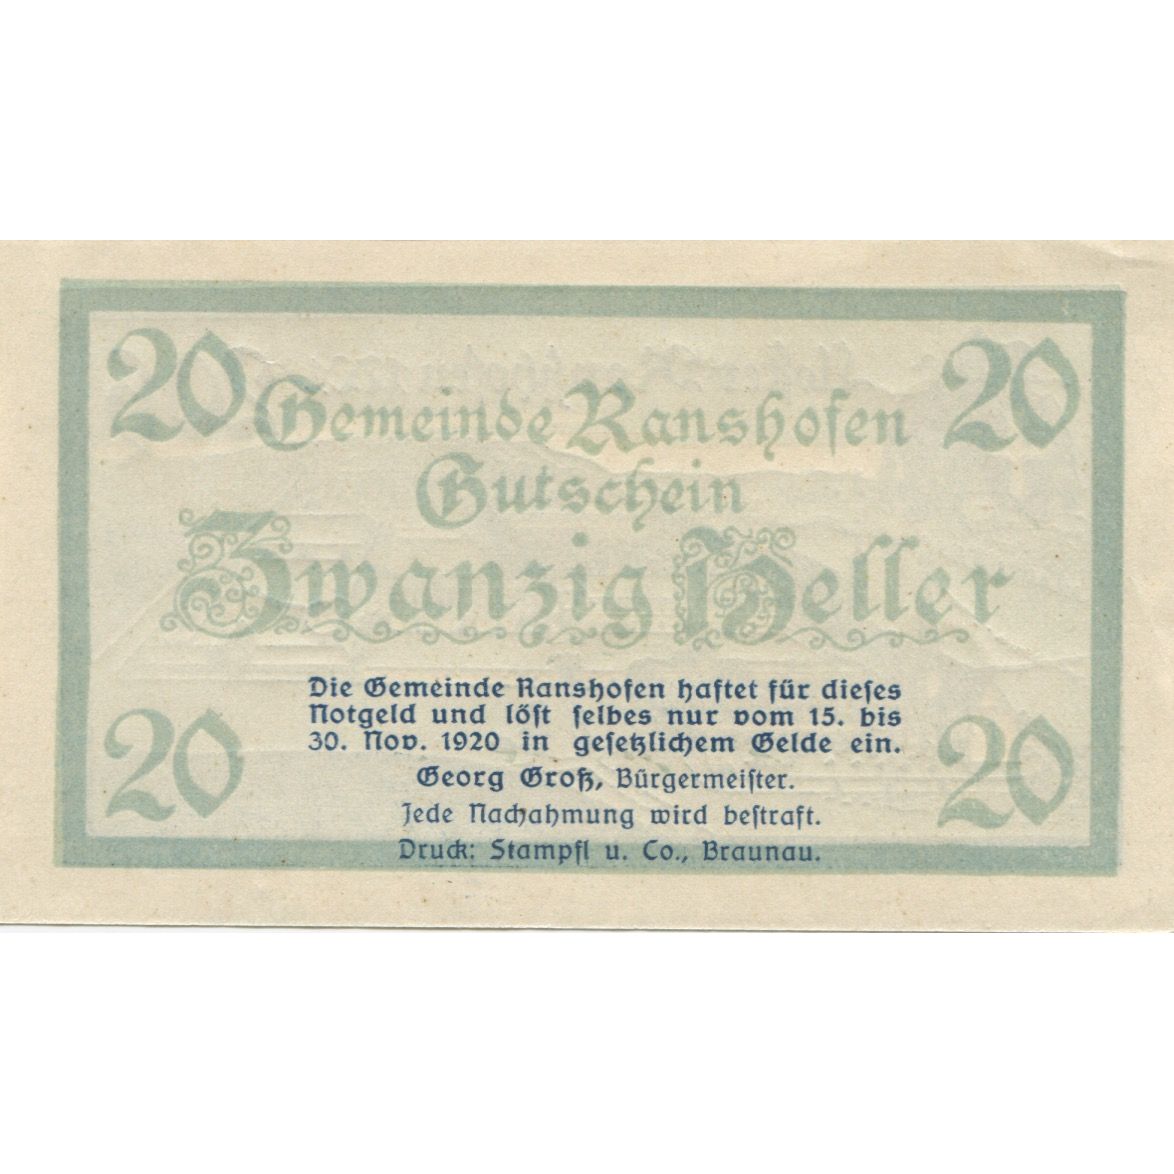 20 20
Gemeinde Ranshofen
Gutschein
Zwanzig Heller
Die Gemeinde Ranshofen haftet für dieſes
Notgeld und löſt ſelbes nur vom 15. bis
30. Nov. 1920 in geſetzlichem Gelde ein.
Georg Groß, Bürgermeiſter.
Jede Nachahmung wird beſtraft.
20 20
Druck: Stampfl u. Co., Braunau.